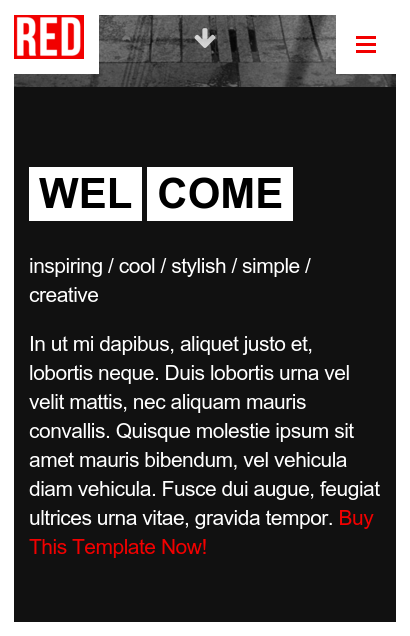 RED
WEL COME
inspiring / cool / stylish / simple /
creative
In ut mi dapibus, aliquet justo et,
lobortis neque. Duis lobortis urna vel
velit mattis, nec aliquam mauris
convallis. Quisque molestie ipsum sit
amet mauris bibendum, vel vehicula
diam vehicula. Fusce dui augue, feugiat
ultrices urna vitae, gravida tempor. Buy
This Template Now!